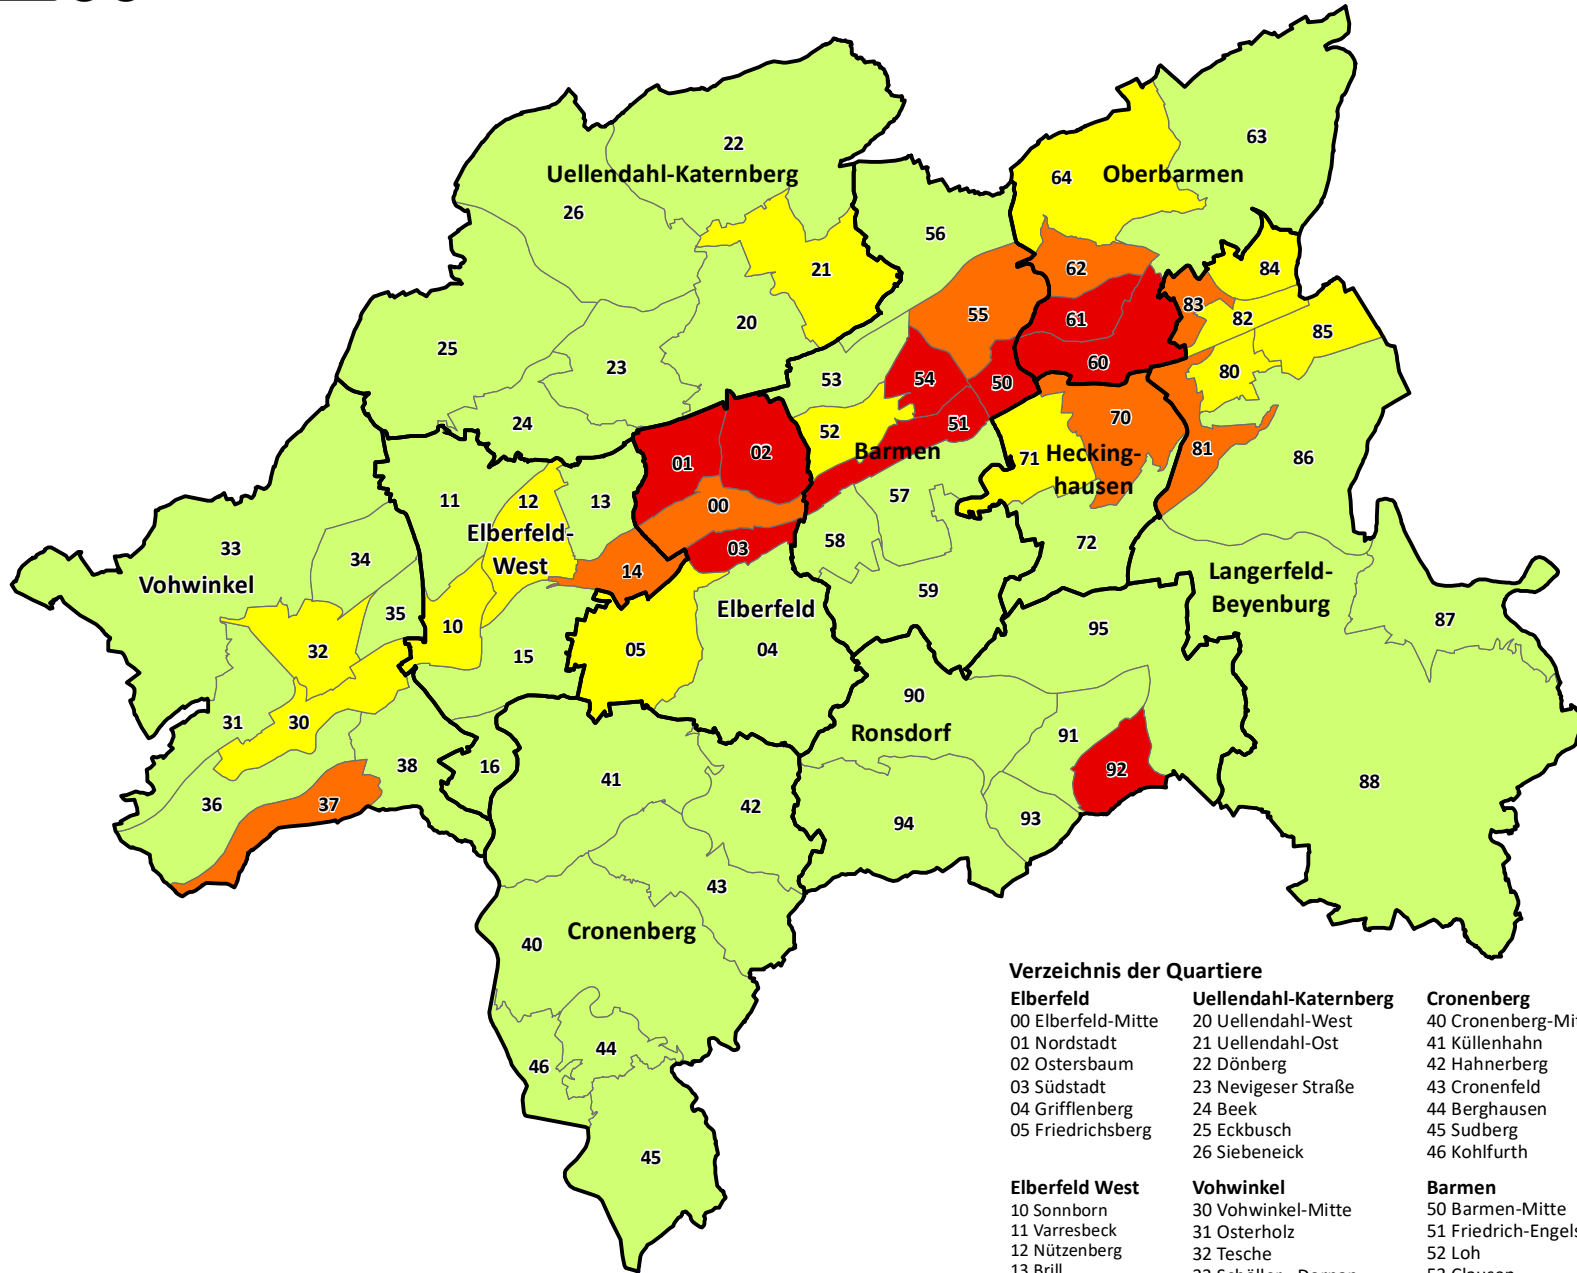 22
63
Uellendahl-Katernberg
64
Oberbarmen
26
56
21
62
84
83
55
61
82
85
20
25
60
80
23
53
54
50
24
52
51
70
01
02
Barmen
71
Hecking-
hausen
81
86
11
12
13
00
57
Elberfeld-
West
33
34
03
58
72
Vohwinkel
14
Langerfeld-
Beyenburg
35
10
Elberfeld
59
87
32
15
05
04
95
31
30
90
Ronsdorf
91
38
16
41
92
88
36
37
42
94
93
43
40
Cronenberg
44
46
45
Verzeichnis der Quartiere
Elberfeld
00 Elberfeld-Mitte
01 Nordstadt
02 Ostersbaum
03 Südstadt
04 Grifflenberg
05 Friedrichsberg
Uellendahl-Katernberg
20 Uellendahl-West
21 Uellendahl-Ost
22 Dönberg
23 Nevigeser Straße
24 Beek
25 Eckbusch
26 Siebeneick
Cronenberg
40 Cronenberg-Mit
41 Küllenhahn
42 Hahnerberg
43 Cronenfeld
44 Berghausen
45 Sudberg
46 Kohlfurth
Elberfeld West
10 Sonnborn
11 Varresbeck
12 Nützenberg
13 Brill
Vohwinkel
30 Vohwinkel-Mitte
31 Osterholz
32 Tesche
Barmen
50 Barmen-Mitte
51 Friedrich-Engels
52 Loh